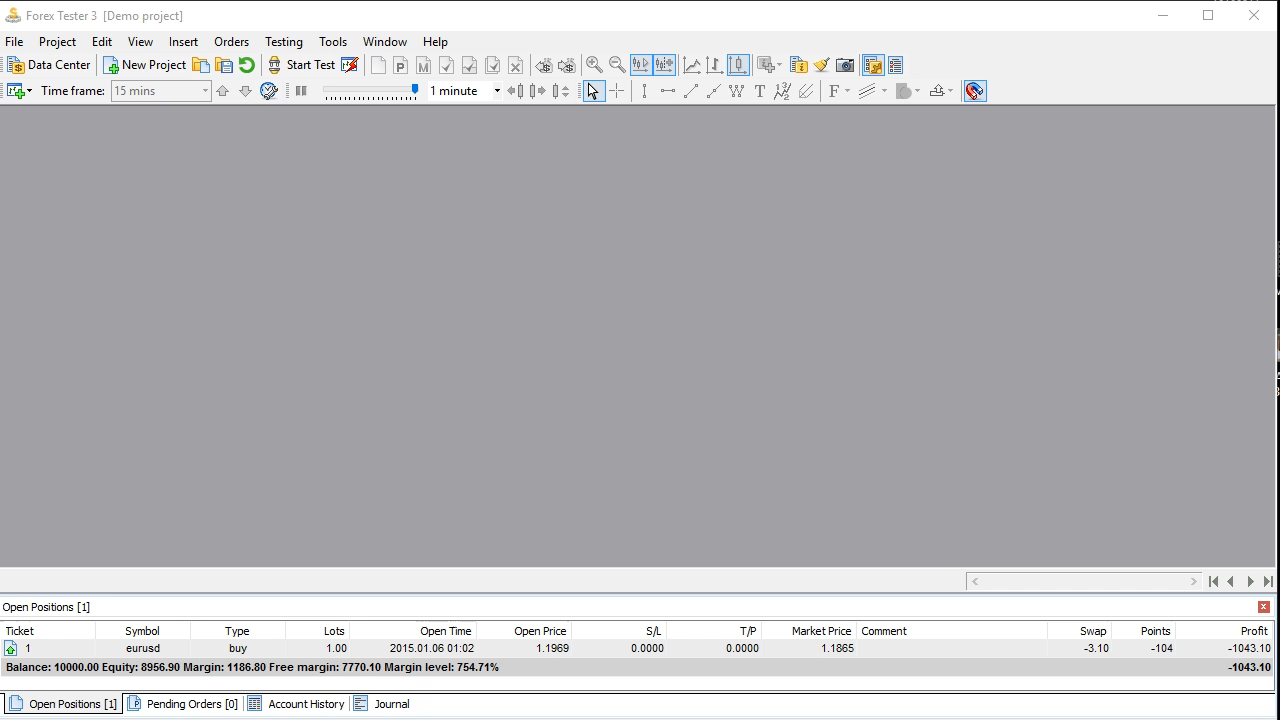 Forex Tester 3 [Demo project]
File Project Edit View Insert Orders Testing Tools Window Help
Data Center New Project Start Test
Time frame: 15 mins 1 minute T F
Open Positions [1]
Ticket Symbol Type Lots Open Time Open Price S/L T/P Market Price Comment Swap Points Profit
1 eurusd buy 1.00 2015.01.06 01:02 1.1969 0.0000 0.0000 1.1865 -3.10 -104 -1043.10
Balance: 10000.00 Equity: 8956.90 Margin: 1186.80 Free margin: 7770.10 Margin level: 754.71% -1043.10
Open Positions [1] Pending Orders [0] Account History Journal